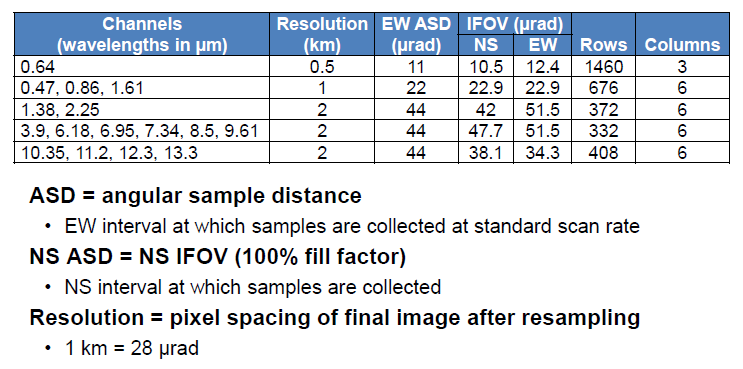 Channels (wavelengths in µm) Resolution (km) EW ASD (µrad) IFOV (µrad) NS EW Rows Columns
0.64 0.5 11 10.5 12.4 1460 3
0.47, 0.86, 1.61 1 22 22.9 22.9 676 6
1.38, 2.25 2 44 42 51.5 372 6
3.9, 6.18, 6.95, 7.34, 8.5, 9.61 2 44 47.7 51.5 332 6
10.35, 11.2, 12.3, 13.3 2 44 38.1 34.3 408 6
ASD = angular sample distance
• EW interval at which samples are collected at standard scan rate
NS ASD = NS IFOV (100% fill factor)
• NS interval at which samples are collected
Resolution = pixel spacing of final image after resampling
• 1 km = 28 µrad